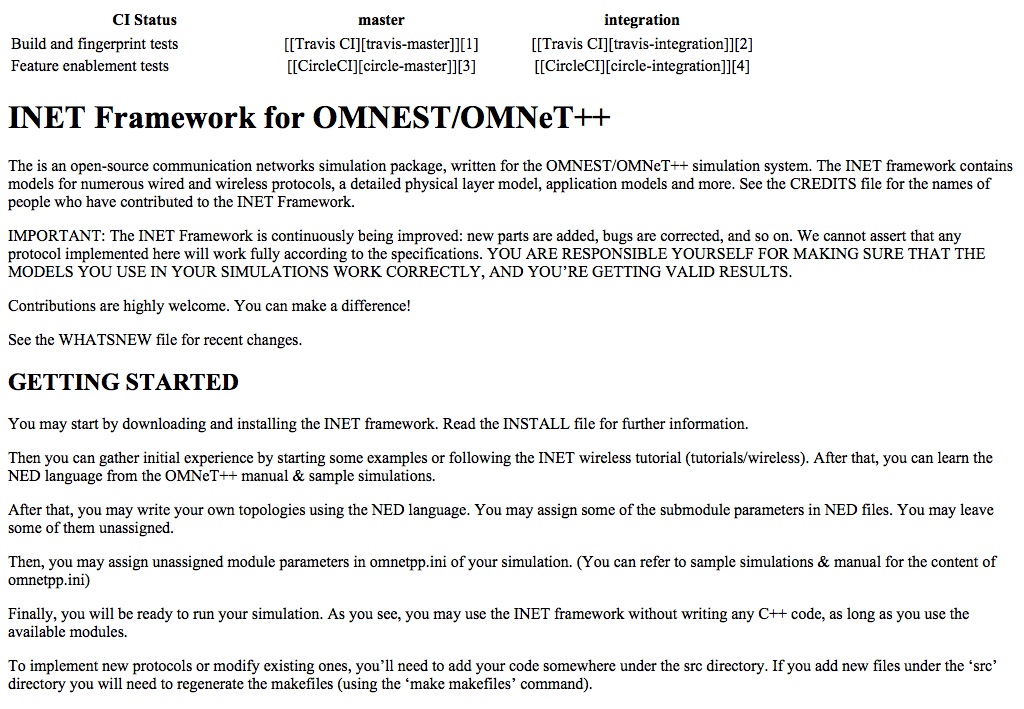 CI Status master integration
Build and fingerprint tests [[Travis CI][travis-master]][1] [[Travis CI][travis-integration]][2]
Feature enablement tests [[CircleCI][circle-master]][3] [[CircleCI][circle-integration]][4]
INET Framework for OMNEST/OMNeT++
The is an open-source communication networks simulation package, written for the OMNEST/OMNeT++ simulation system. The INET framework contains
models for numerous wired and wireless protocols, a detailed physical layer model, application models and more. See the CREDITS file for the names of
people who have contributed to the INET Framework.
IMPORTANT: The INET Framework is continuously being improved: new parts are added, bugs are corrected, and so on. We cannot assert that any
protocol implemented here will work fully according to the specifications. YOU ARE RESPONSIBLE YOURSELF FOR MAKING SURE THAT THE
MODELS YOU USE IN YOUR SIMULATIONS WORK CORRECTLY, AND YOU’RE GETTING VALID RESULTS.
Contributions are highly welcome. You can make a difference!
See the WHATSNEW file for recent changes.
GETTING STARTED
You may start by downloading and installing the INET framework. Read the INSTALL file for further information.
Then you can gather initial experience by starting some examples or following the INET wireless tutorial (tutorials/wireless). After that, you can learn the
NED language from the OMNeT++ manual & sample simulations.
After that, you may write your own topologies using the NED language. You may assign some of the submodule parameters in NED files. You may leave
some of them unassigned.
Then, you may assign unassigned module parameters in omnetpp.ini of your simulation. (You can refer to sample simulations & manual for the content of
omnetpp.ini)
Finally, you will be ready to run your simulation. As you see, you may use the INET framework without writing any C++ code, as long as you use the
available modules.
To implement new protocols or modify existing ones, you’ll need to add your code somewhere under the src directory. If you add new files under the ‘src’
directory you will need to regenerate the makefiles (using the ‘make makefiles’ command).